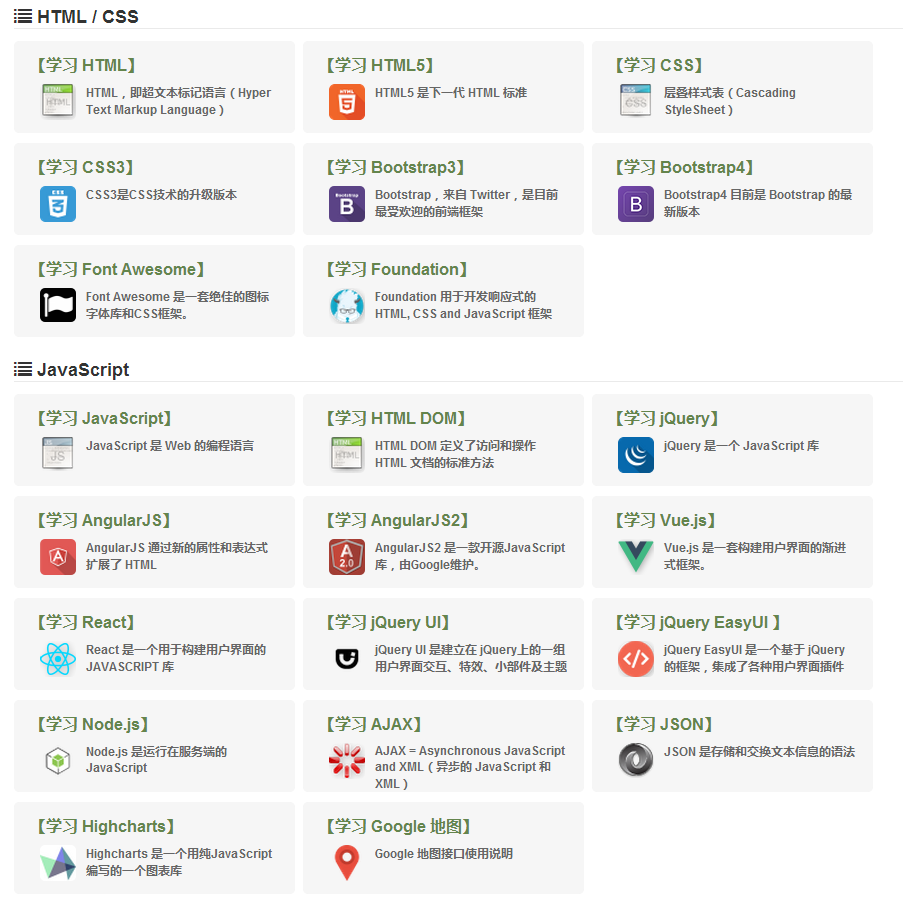 HTML / CSS
【学习 HTML】
HTML，即超文本标记语言（Hyper
Text Markup Language）
【学习 HTML5】
HTML5 是下一代 HTML 标准
【学习 CSS】
层叠样式表（Cascading
StyleSheet）
【学习 CSS3】
CSS3是CSS技术的升级版本
【学习 Bootstrap3】
Bootstrap，来自 Twitter，是目前
最受欢迎的前端框架
【学习 Bootstrap4】
Bootstrap4 目前是 Bootstrap 的最
新版本
【学习 Font Awesome】
Font Awesome 是一套绝佳的图标
字体库和CSS框架。
【学习 Foundation】
Foundation 用于开发响应式的
HTML, CSS and JavaScript 框架
JavaScript
【学习 JavaScript】
JavaScript 是 Web 的编程语言
【学习 HTML DOM】
HTML DOM 定义了访问和操作
HTML 文档的标准方法
【学习 jQuery】
jQuery 是一个 JavaScript 库
【学习 AngularJS】
AngularJS 通过新的属性和表达式
扩展了 HTML
【学习 AngularJS2】
AngularJS2 是一款开源JavaScript
库，由Google维护。
【学习 Vue.js】
Vue.js 是一套构建用户界面的渐进
式框架。
【学习 React】
React 是一个用于构建用户界面的
JAVASCRIPT 库
【学习 jQuery UI】
jQuery UI 是建立在 jQuery上的一组
用户界面交互、特效、小部件及主题
【学习 jQuery EasyUI 】
jQuery EasyUI 是一个基于 jQuery
的框架，集成了各种用户界面插件
【学习 Node.js】
Node.js 是运行在服务端的
JavaScript
【学习 AJAX】
AJAX = Asynchronous JavaScript
and XML（异步的 JavaScript 和
XML）
【学习 JSON】
JSON 是存储和交换文本信息的语法
【学习 Highcharts】
Highcharts 是一个用纯JavaScript
编写的一个图表库
【学习 Google 地图】
Google 地图接口使用说明